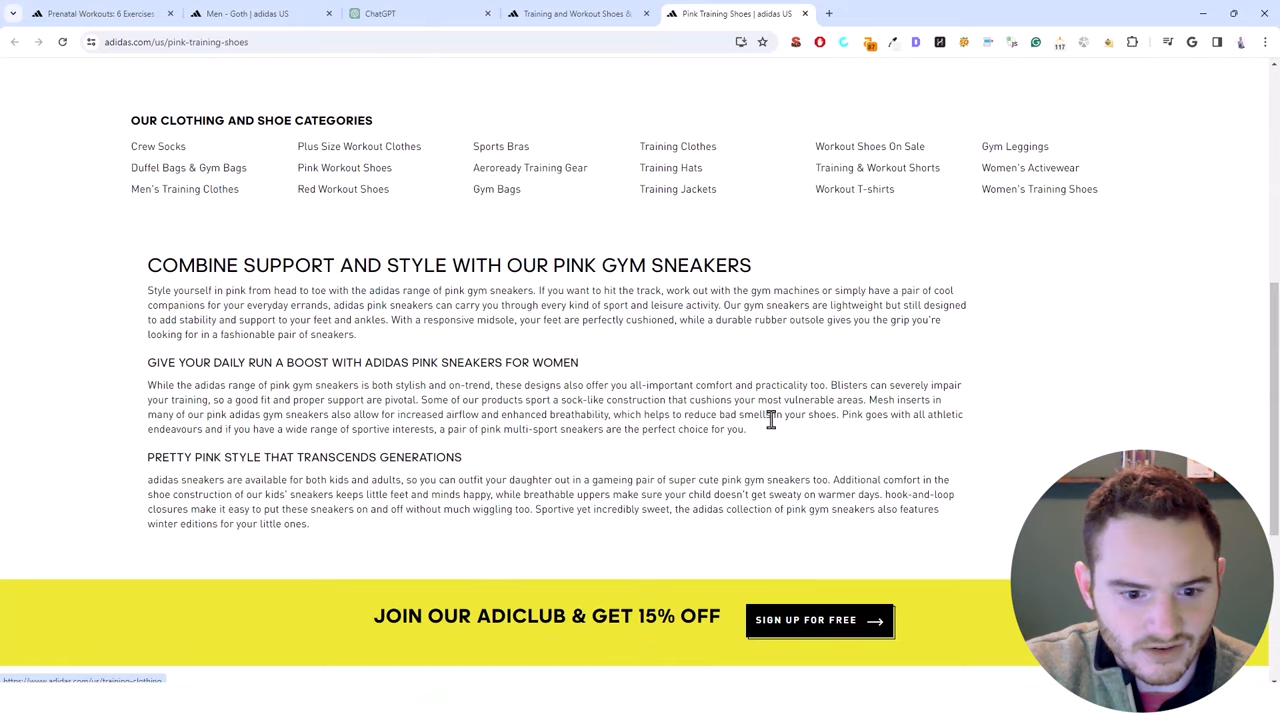 Prenatal Workouts: 6 Exercises
Men - Goth | adidas US
ChatGPT
Training and Workout Shoes &
Pink Training Shoes | adidas US
adidas.com/us/pink-training-shoes
87
117
OUR CLOTHING AND SHOE CATEGORIES
Crew Socks Plus Size Workout Clothes Sports Bras Training Clothes Workout Shoes On Sale Gym Leggings
Duffel Bags & Gym Bags Pink Workout Shoes Aeroready Training Gear Training Hats Training & Workout Shorts Women's Activewear
Men's Training Clothes Red Workout Shoes Gym Bags Training Jackets Workout T-shirts Women's Training Shoes
COMBINE SUPPORT AND STYLE WITH OUR PINK GYM SNEAKERS
Style yourself in pink from head to toe with the adidas range of pink gym sneakers. If you want to hit the track, work out with the gym machines or simply have a pair of cool
companions for your everyday errands, adidas pink sneakers can carry you through every kind of sport and leisure activity. Our gym sneakers are lightweight but still designed
to add stability and support to your feet and ankles. With a responsive midsole, your feet are perfectly cushioned, while a durable rubber outsole gives you the grip you're
looking for in a fashionable pair of sneakers.
GIVE YOUR DAILY RUN A BOOST WITH ADIDAS PINK SNEAKERS FOR WOMEN
While the adidas range of pink gym sneakers is both stylish and on-trend, these designs also offer you all-important comfort and practicality too. Blisters can severely impair
your training, so a good fit and proper support are pivotal. Some of our products sport a sock-like construction that cushions your most vulnerable areas. Mesh inserts in
many of our pink adidas gym sneakers also allow for increased airflow and enhanced breathability, which helps to reduce bad smells in your shoes. Pink goes with all athletic
endeavours and if you have a wide range of sportive interests, a pair of pink multi-sport sneakers are the perfect choice for you.
PRETTY PINK STYLE THAT TRANSCENDS GENERATIONS
adidas sneakers are available for both kids and adults, so you can outfit your daughter out in a gameing pair of super cute pink gym sneakers too. Additional comfort in the
shoe construction of our kids' sneakers keeps little feet and minds happy, while breathable uppers make sure your child doesn't get sweaty on warmer days. hook-and-loop
closures make it easy to put these sneakers on and off without much wiggling too. Sportive yet incredibly sweet, the adidas collection of pink gym sneakers also features
winter editions for your little ones.
JOIN OUR ADICLUB & GET 15% OFF
SIGN UP FOR FREE
https://www.adidas.com/us/training-clothing